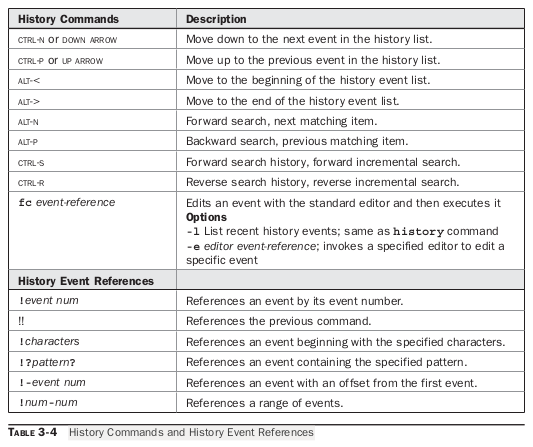 History Commands Description
CTRL-N or DOWN ARROW Move down to the next event in the history list.
CTRL-P or UP ARROW Move up to the previous event in the history list.
ALT-< Move to the beginning of the history event list.
ALT-> Move to the end of the history event list.
ALT-N Forward search, next matching item.
ALT-P Backward search, previous matching item.
CTRL-S Forward search history, forward incremental search.
CTRL-R Reverse search history, reverse incremental search.
fc event-reference Edits an event with the standard editor and then executes it
Options
-l List recent history events; same as history command
-e editor event-reference; invokes a specified editor to edit a
specific event
History Event References
!event num References an event by its event number.
!! References the previous command.
!characters References an event beginning with the specified characters.
!?pattern? References an event containing the specified pattern.
!-event num References an event with an offset from the first event.
!num-num References a range of events.
TABLE 3-4 History Commands and History Event References